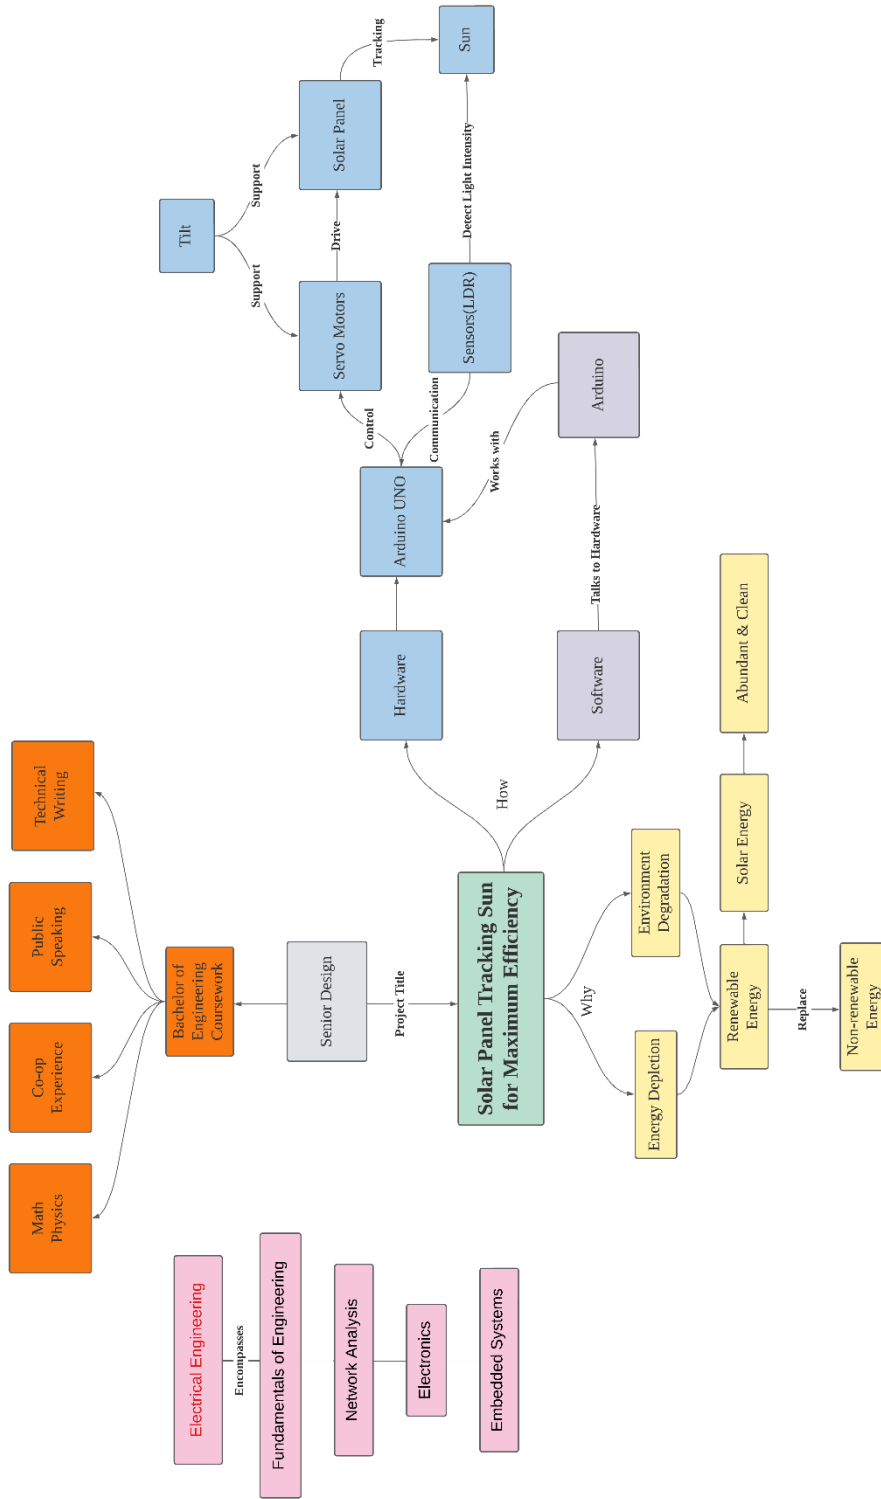 Math
Physics
Co-op
Experience
Public
Speaking
Technical
Writing
Bachelor of
Engineering
Coursework
Electrical Engineering
Encompasses
Fundamentals of Engineering
Network Analysis
Electronics
Embedded Systems
Senior Design
Project Title
Solar Panel Tracking Sun
for Maximum Efficiency
How
Hardware
Arduino UNO
Control
Servo Motors
Support
Tilt
Support
Drive
Solar Panel
Tracking
Sun
Communication
Sensors(LDR)
Detect Light Intensity
Software
Talks to Hardware
Arduino
Works with
Why
Energy Depletion
Environment
Degradation
Renewable
Energy
Solar Energy
Abundant & Clean
Replace
Non-renewable
Energy